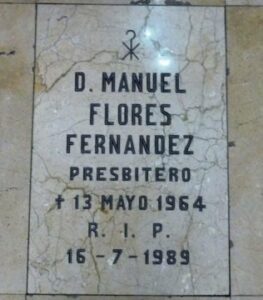 D. MANUEL
FLORES
FERNANDEZ
PRESBITERO
† 13 MAYO 1964
R. I. P.
16-7-1989